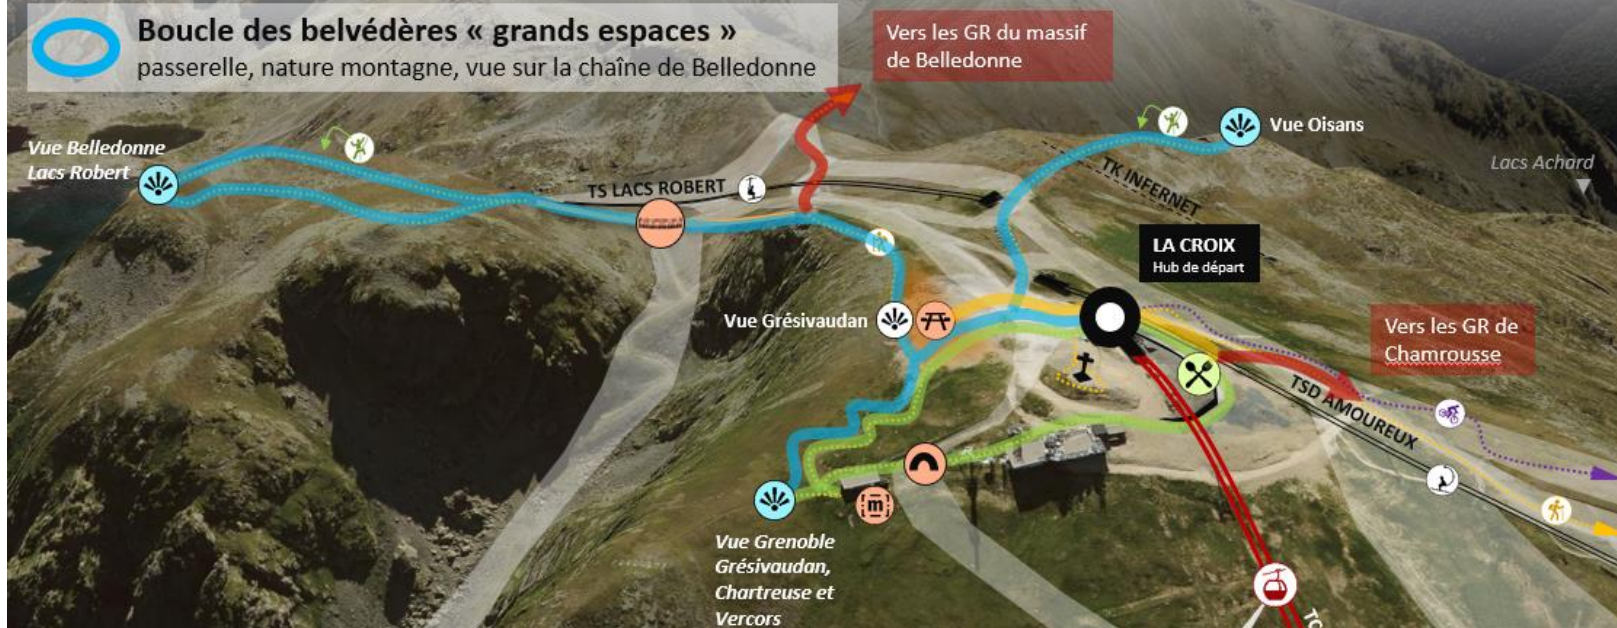 Boucle des belvédères « grands espaces »
passerelle, nature montagne, vue sur la chaîne de Belledonne
Vers les GR du massif
de Belledonne
Vue Belledonne
Lacs Robert
Vue Oisans
Lacs Achard
TS LACS ROBERT
TK INFERNET
LA CROIX
Hub de départ
Vue Grésivaudan
Vers les GR de
Chamrousse
TSD AMOUREUX
m
Vue Grenoble
Grésivaudan,
Chartreuse et
Vercors